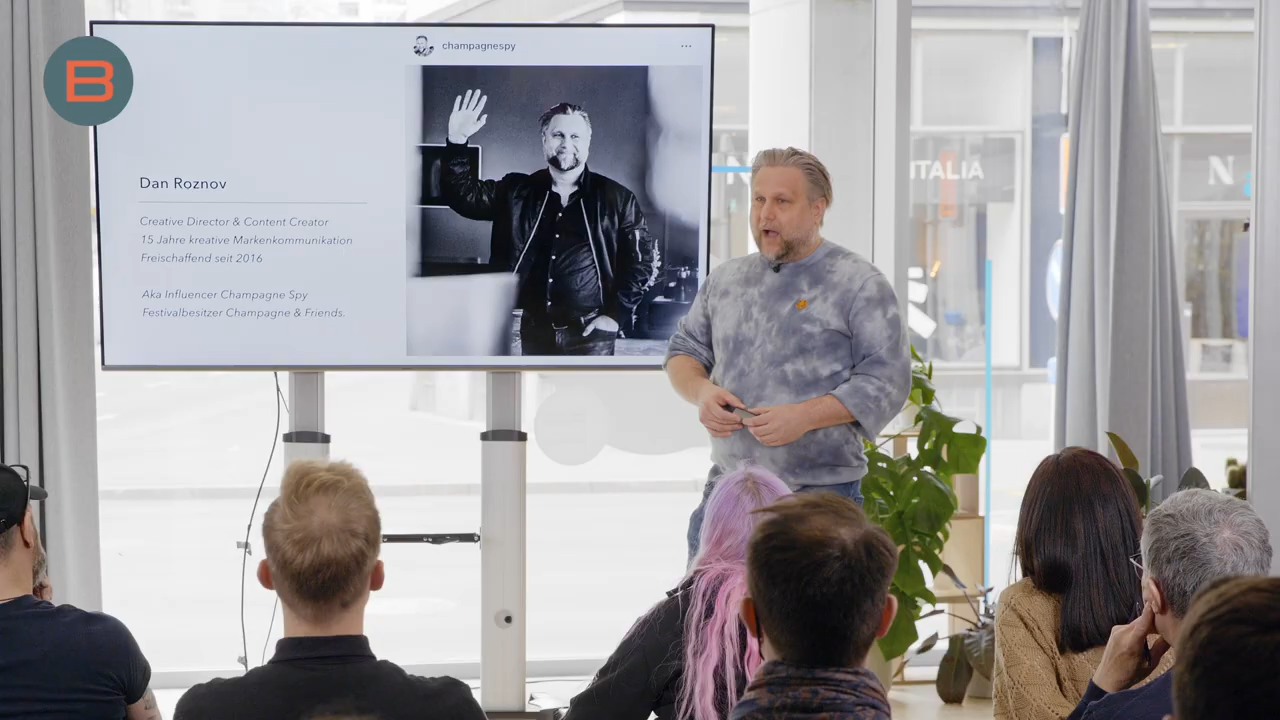 B
champagnespy
Dan Roznov
Creative Director & Content Creator
15 Jahre kreative Markenkommunikation
Freischaffend seit 2016
Aka Influencer Champagne Spy
Festivalbesitzer Champagne & Friends.
ITALIA
N
N